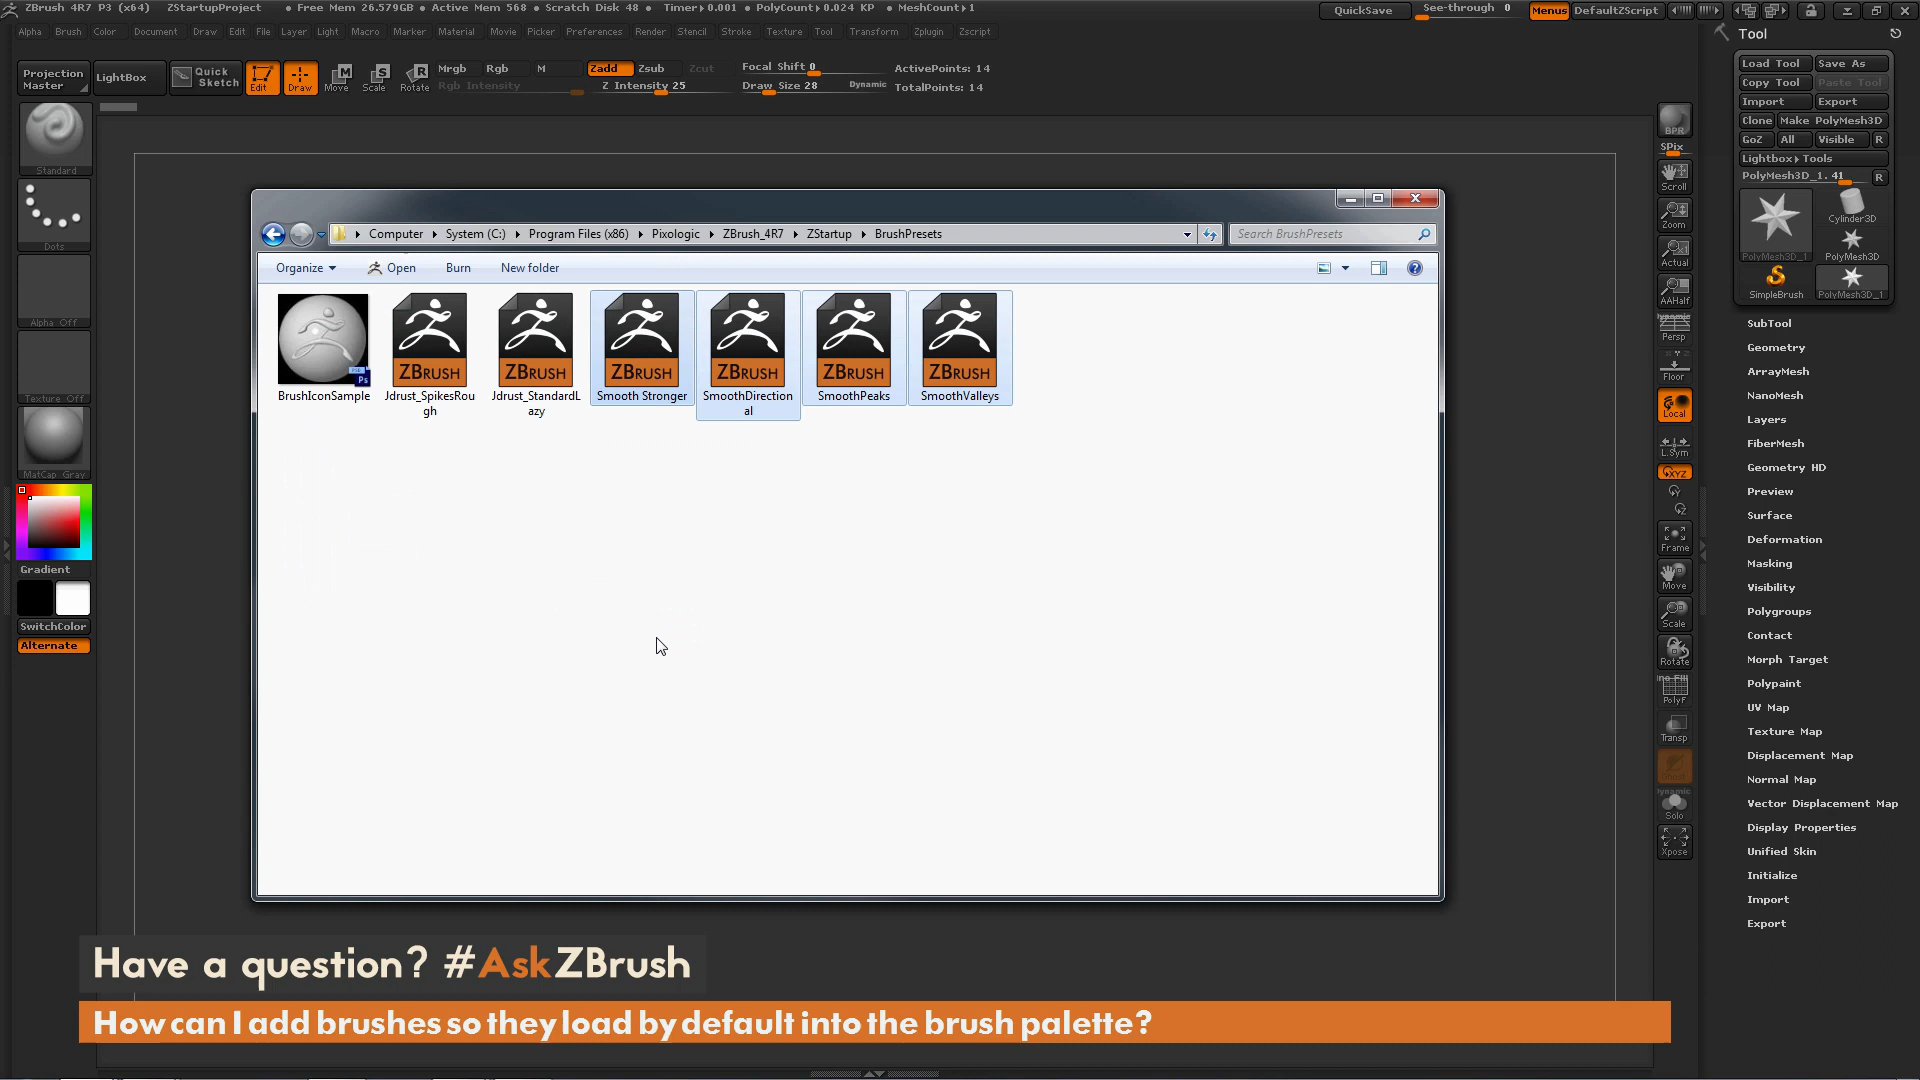 ZBrush 4R7 P3 (x64) ZStartupProject • Free Mem 26.579GB • Active Mem 568 • Scratch Disk 48 • Timer▸0.001 • PolyCount▸0.024 KP • MeshCount▸1
QuickSave See-through 0 Menus DefaultZScript
Alpha Brush Color Document Draw Edit File Layer Light Macro Marker Material Movie Picker Preferences Render Stencil Stroke Texture Tool Transform Zplugin Zscript
Projection Master
LightBox
Quick Sketch
Edit
Draw
Move
Scale
Rotate
Mrgb Rgb M
Rgb Intensity
Zadd Zsub Zcut
Z Intensity 25
Focal Shift 0
Draw Size 28 Dynamic
ActivePoints: 14
TotalPoints: 14
Standard
Dots
Alpha Off
Texture Off
MatCap Gray
Gradient
SwitchColor
Alternate
Computer System (C:) Program Files (x86) Pixologic ZBrush_4R7 ZStartup BrushPresets
Search BrushPresets
Organize Open Burn New folder
Ps
ZBRUSH ZBRUSH ZBRUSH ZBRUSH ZBRUSH ZBRUSH
BrushIconSample
Jdrust_SpikesRou
gh
Jdrust_StandardL
azy
Smooth Stronger
SmoothDirection
al
SmoothPeaks
SmoothValleys
BPR
SPix
Scroll
Zoom
Actual
AAHalf
Dynamic
Persp
Floor
Local
L.Sym
XYZ
Frame
Move
Scale
Rotate
PolyF
Transp
Solo
Xpose
Tool
Load Tool Save As
Copy Tool Paste Tool
Import Export
Clone Make PolyMesh3D
GoZ All Visible R
Lightbox▸Tools
PolyMesh3D_1. 41 R
PolyMesh3D_1
Cylinder3D
PolyMesh3D
SimpleBrush
PolyMesh3D_1
SubTool
Geometry
ArrayMesh
NanoMesh
Layers
FiberMesh
Geometry HD
Preview
Surface
Deformation
Masking
Visibility
Polygroups
Contact
Morph Target
Polypaint
UV Map
Texture Map
Displacement Map
Normal Map
Vector Displacement Map
Display Properties
Unified Skin
Initialize
Import
Export
Have a question? #AskZBrush
How can I add brushes so they load by default into the brush palette?